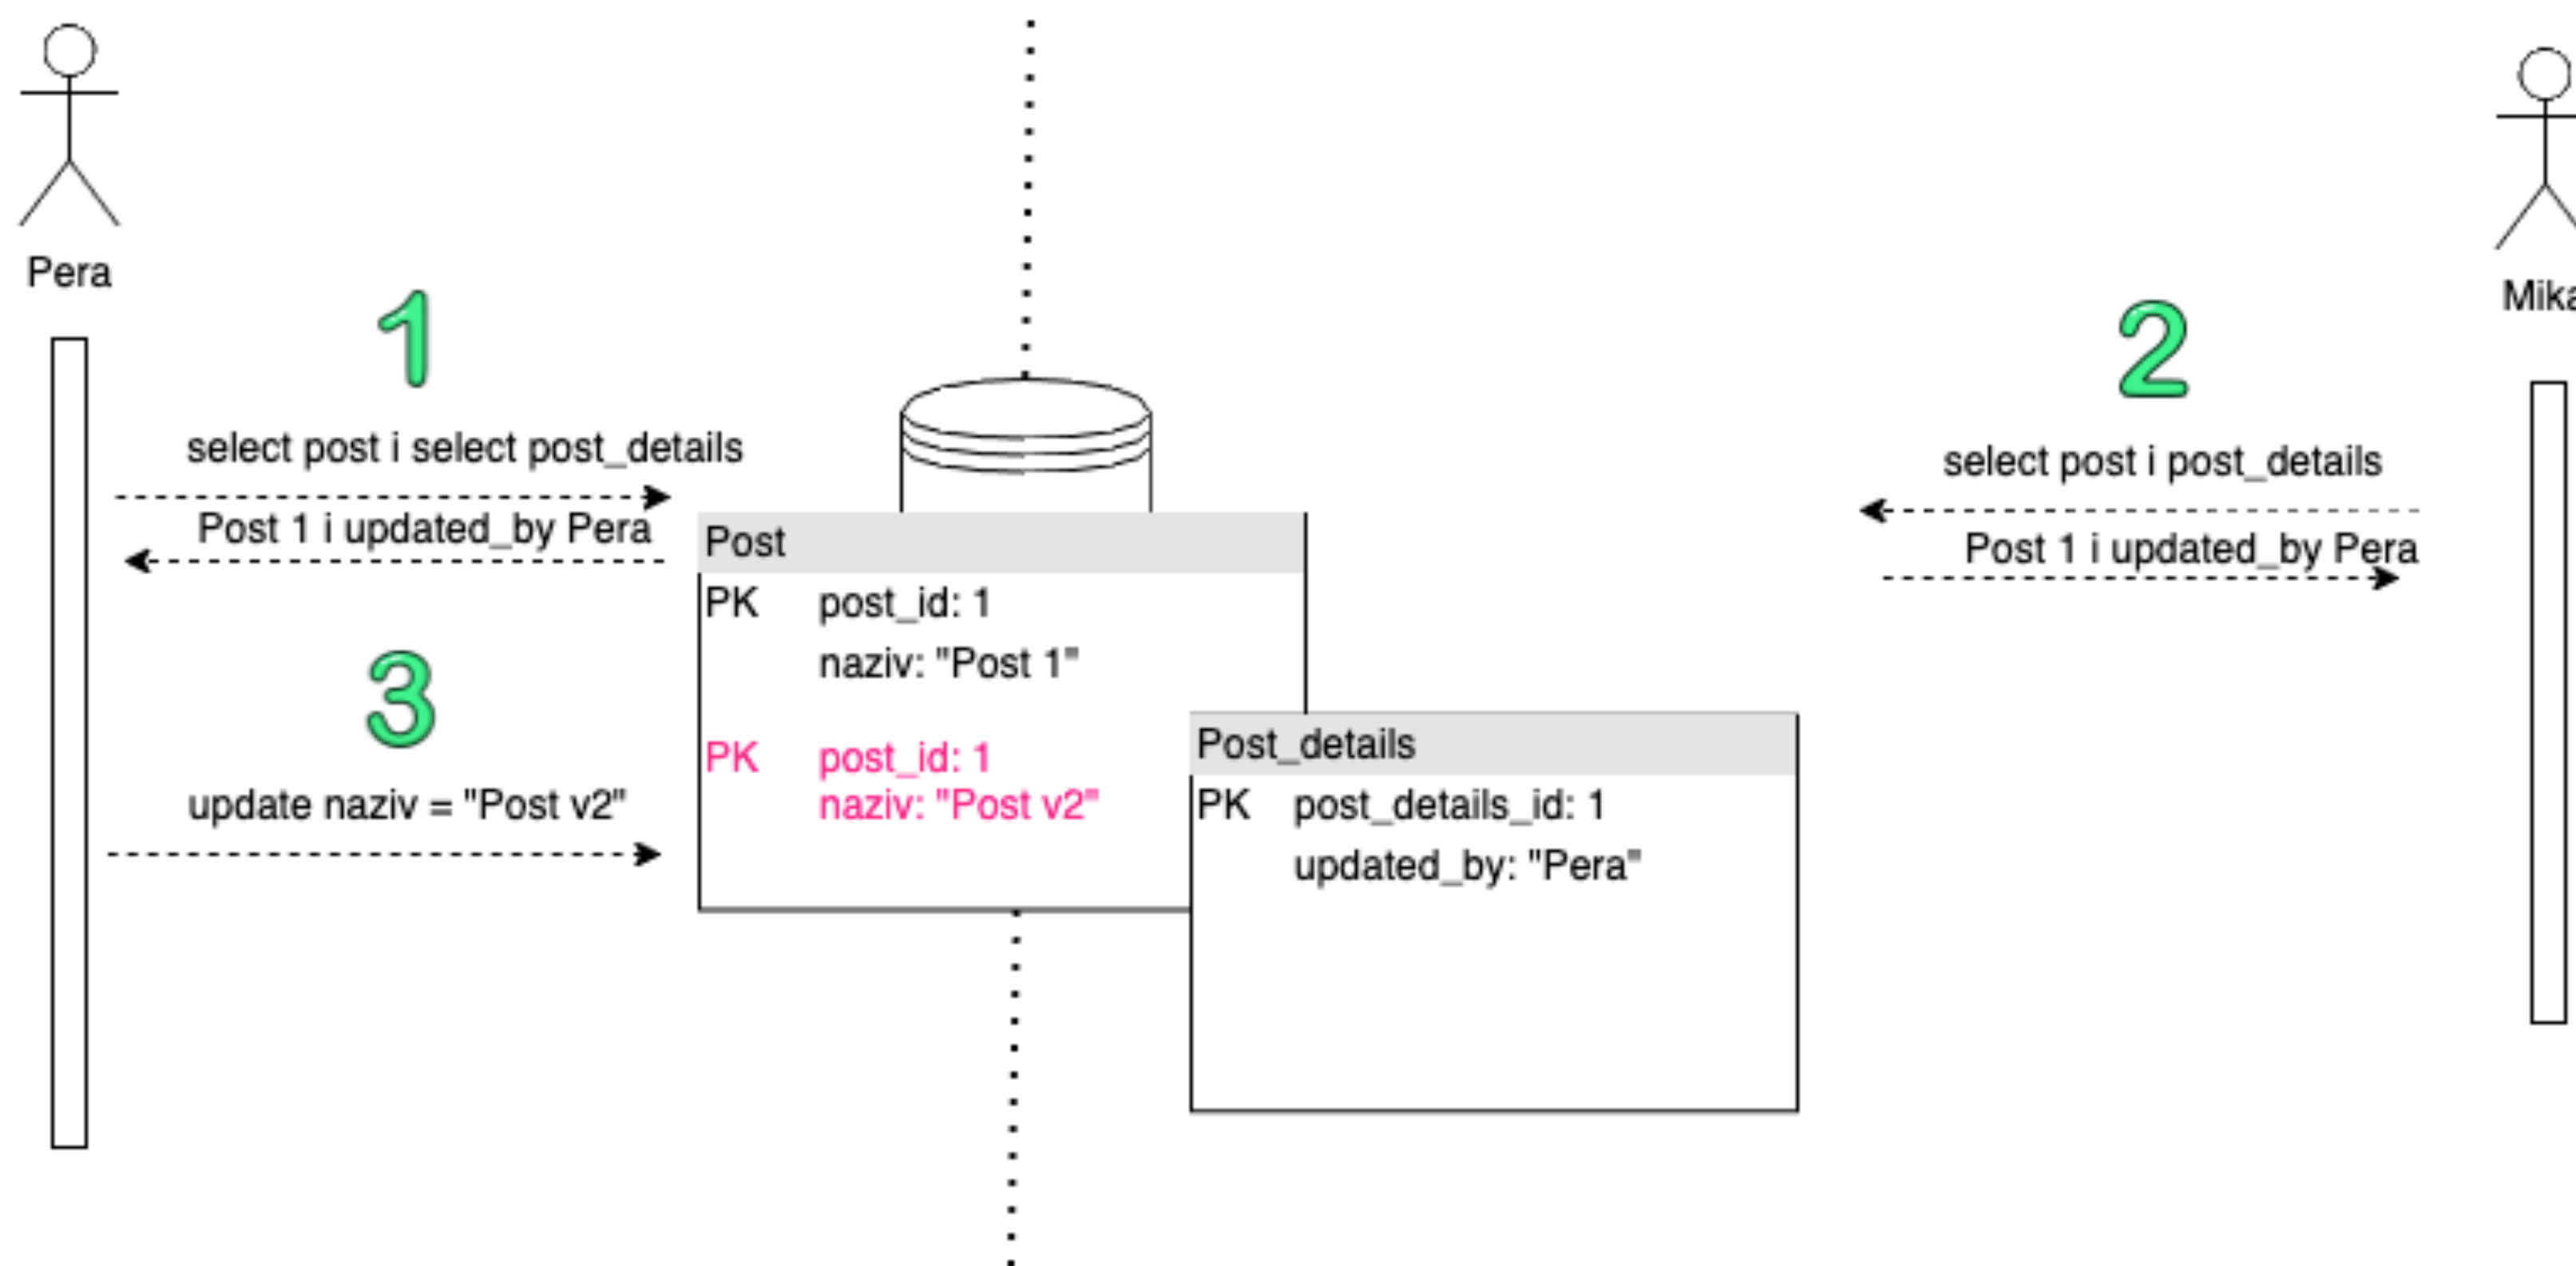 Pera
Mika
1
2
select post i select post_details
select post i post_details
Post 1 i updated_by Pera
Post 1 i updated_by Pera
Post
PK post_id: 1
naziv: "Post 1"
3
PK post_id: 1
naziv: "Post v2"
update naziv = "Post v2"
Post_details
PK post_details_id: 1
updated_by: "Pera"